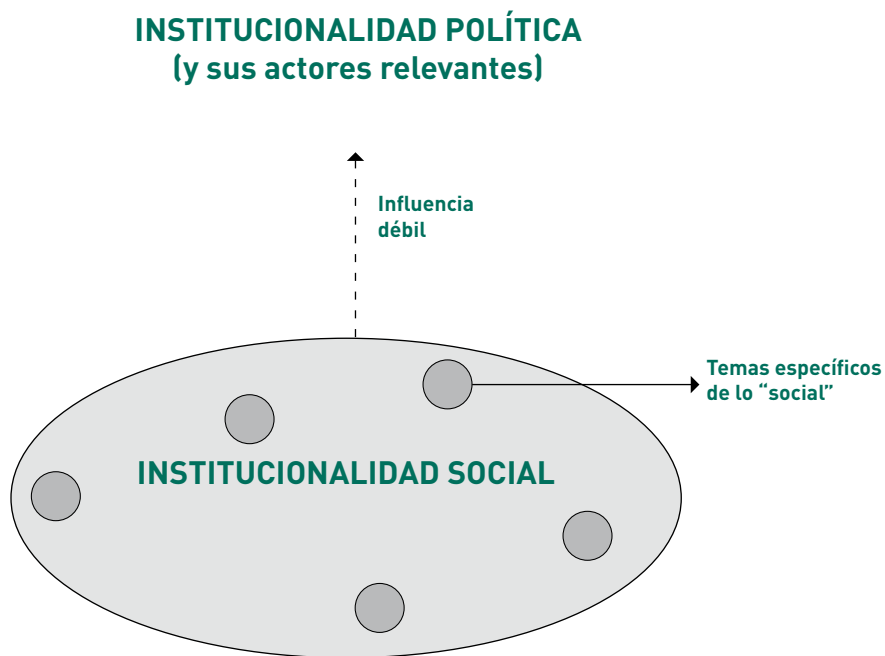 INSTITUCIONALIDAD POLÍTICA
(y sus actores relevantes)
Influencia
débil
Temas específicos
de lo “social”
INSTITUCIONALIDAD SOCIAL